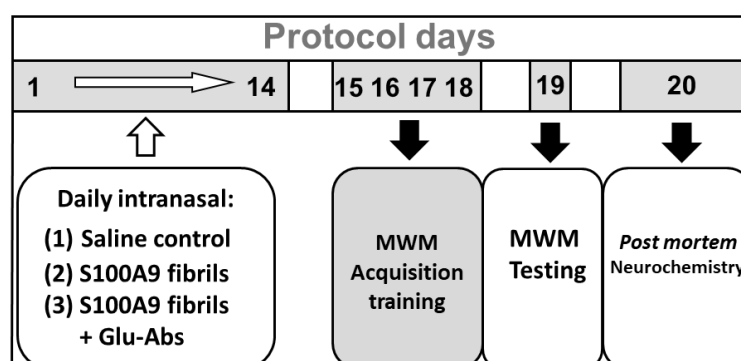 Protocol days
1 14 15 16 17 18 19 20
Daily intranasal:
(1) Saline control
(2) S100A9 fibrils
(3) S100A9 fibrils
+ Glu-Abs
MWM
Acquisition
training
MWM
Testing
Post mortem
Neurochemistry